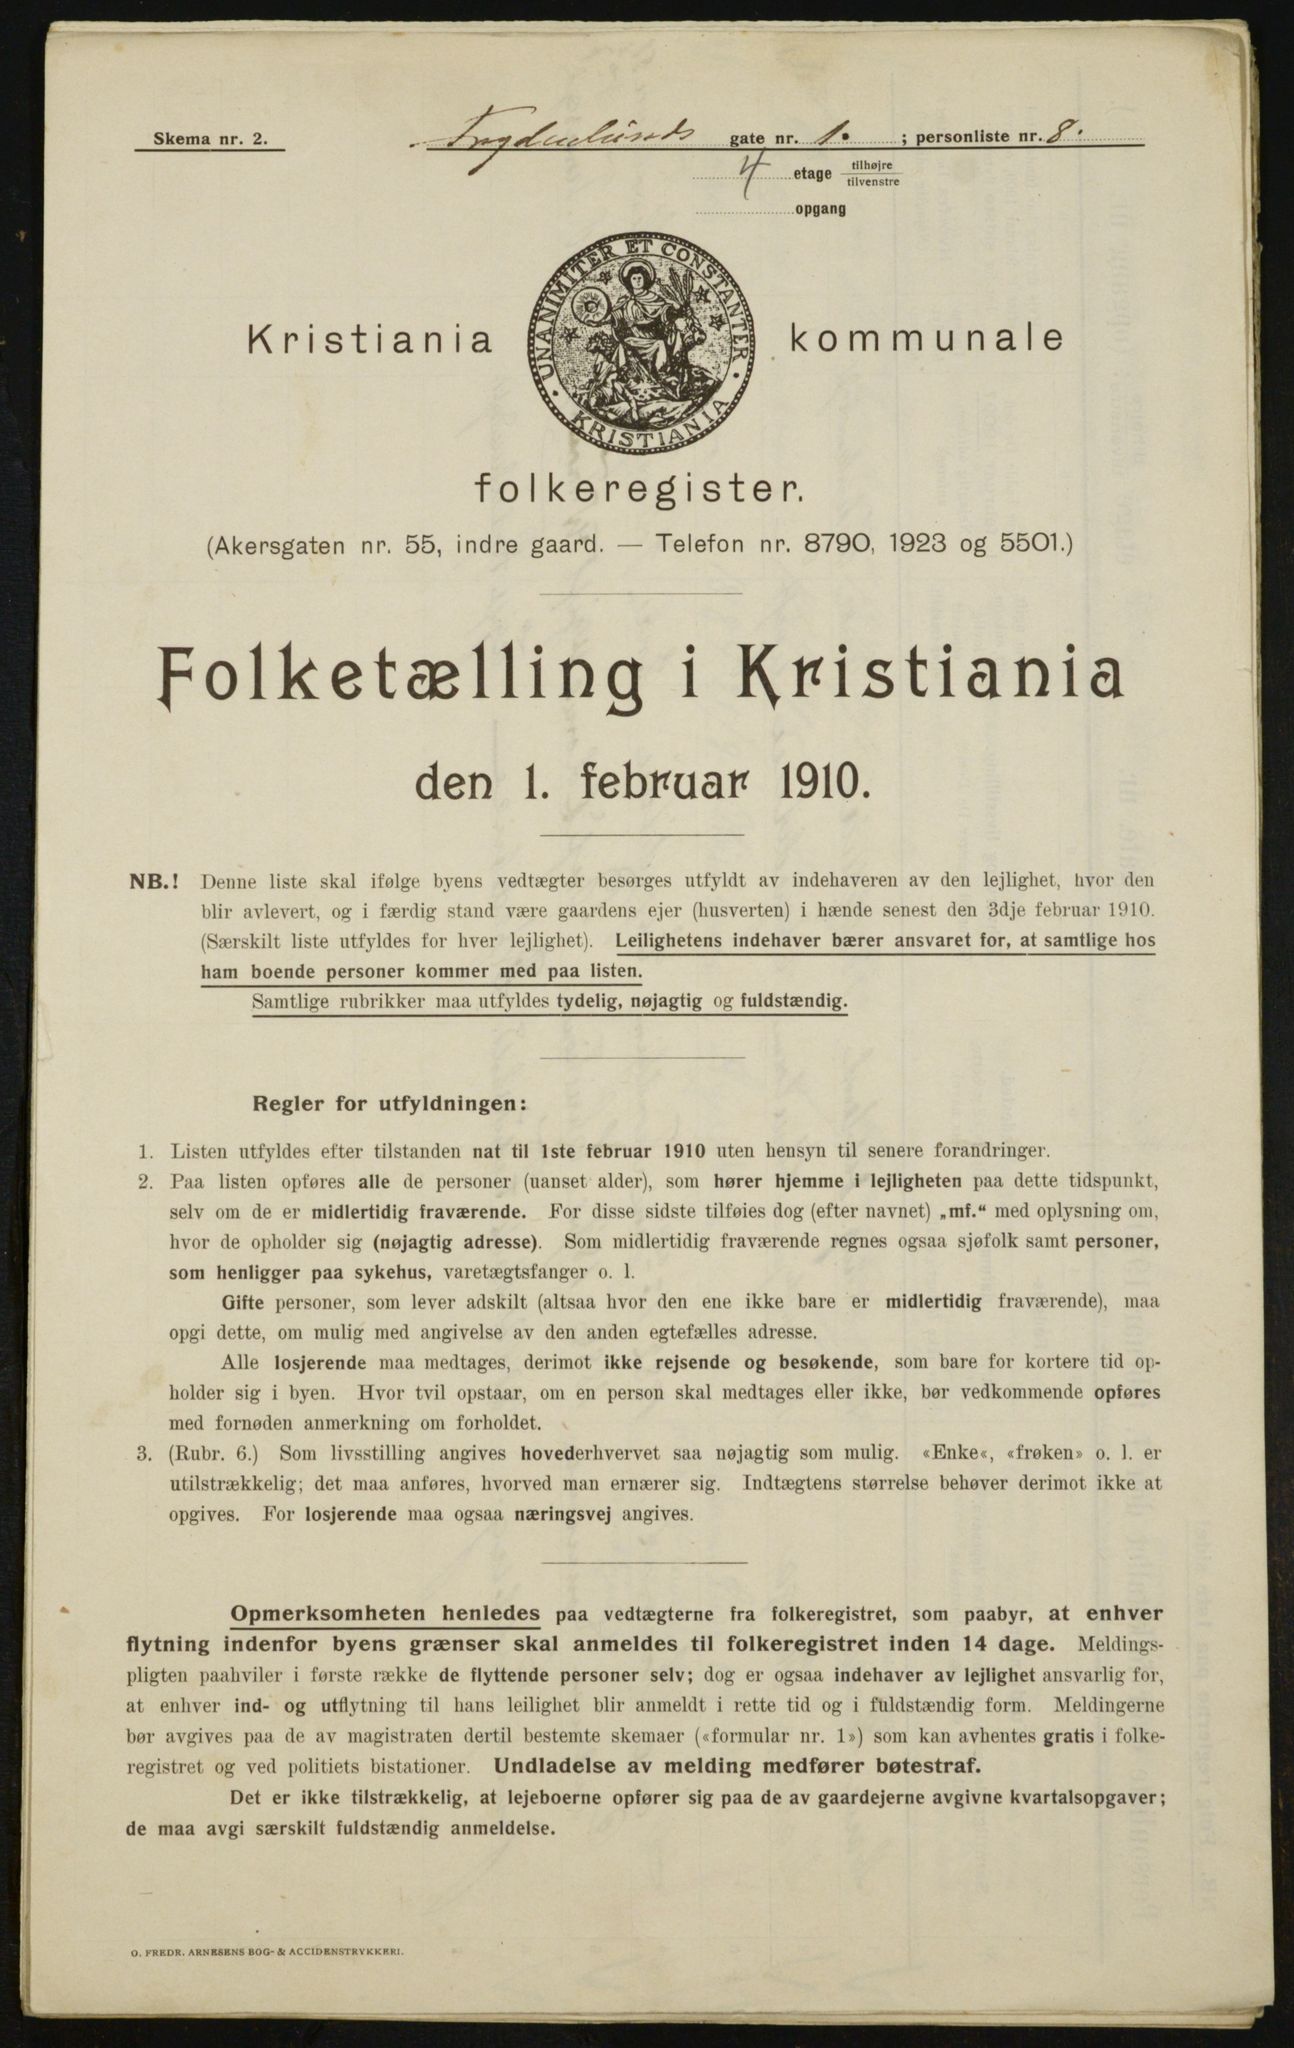 Skema nr. 2.
Frydenlunds gate nr. 1. ; personliste nr. 8.
4 etage tilhøjre
tilvenstre
opgang
UNANIMITER ET CONSTANTER
KRISTIANIA
Kristiania kommunale
folkeregister.
(Akersgaten nr. 55, indre gaard. — Telefon nr. 8790, 1923 og 5501.)
Folketælling i Kristiania
den 1. februar 1910.
NB.! Denne liste skal ifølge byens vedtægter besørges utfyldt av indehaveren av den lejlighet, hvor den
blir avlevert, og i færdig stand være gaardens ejer (husverten) i hænde senest den 3dje februar 1910.
(Særskilt liste utfyldes for hver lejlighet). Leilighetens indehaver bærer ansvaret for, at samtlige hos
ham boende personer kommer med paa listen.
Samtlige rubrikker maa utfyldes tydelig, nøjagtig og fuldstændig.
Regler for utfyldningen:
1. Listen utfyldes efter tilstanden nat til 1ste februar 1910 uten hensyn til senere forandringer.
2. Paa listen opføres alle de personer (uanset alder), som hører hjemme i lejligheten paa dette tidspunkt,
selv om de er midlertidig fraværende. For disse sidste tilføies dog (efter navnet) „mf.“ med oplysning om,
hvor de opholder sig (nøjagtig adresse). Som midlertidig fraværende regnes ogsaa sjøfolk samt personer,
som henligger paa sykehus, varetægtsfanger o. l.
Gifte personer, som lever adskilt (altsaa hvor den ene ikke bare er midlertidig fraværende), maa
opgi dette, om mulig med angivelse av den anden egtefælles adresse.
Alle losjerende maa medtages, derimot ikke rejsende og besøkende, som bare for kortere tid op-
holder sig i byen. Hvor tvil opstaar, om en person skal medtages eller ikke, bør vedkommende opføres
med fornøden anmerkning om forholdet.
3. (Rubr. 6.) Som livsstilling angives hovederhvervet saa nøjagtig som mulig. «Enke«, «frøken» o. l. er
utilstrækkelig; det maa anføres, hvorved man ernærer sig. Indtægtens størrelse behøver derimot ikke at
opgives. For losjerende maa ogsaa næringsvej angives.
Opmerksomheten henledes paa vedtægterne fra folkeregistret, som paabyr, at enhver
flytning indenfor byens grænser skal anmeldes til folkeregistret inden 14 dage. Meldings-
pligten paahviler i første række de flyttende personer selv; dog er ogsaa indehaver av lejlighet ansvarlig for,
at enhver ind- og utflytning til hans leilighet blir anmeldt i rette tid og i fuldstændig form. Meldingerne
bør avgives paa de av magistraten dertil bestemte skemaer («formular nr. 1») som kan avhentes gratis i folke-
registret og ved politiets bistationer. Undladelse av melding medfører bøtestraf.
Det er ikke tilstrækkelig, at lejeboerne opfører sig paa de av gaardejerne avgivne kvartalsopgaver;
de maa avgi særskilt fuldstændig anmeldelse.
O. FREDR. ARNESENS BOG- & ACCIDENSTRYKKERI.